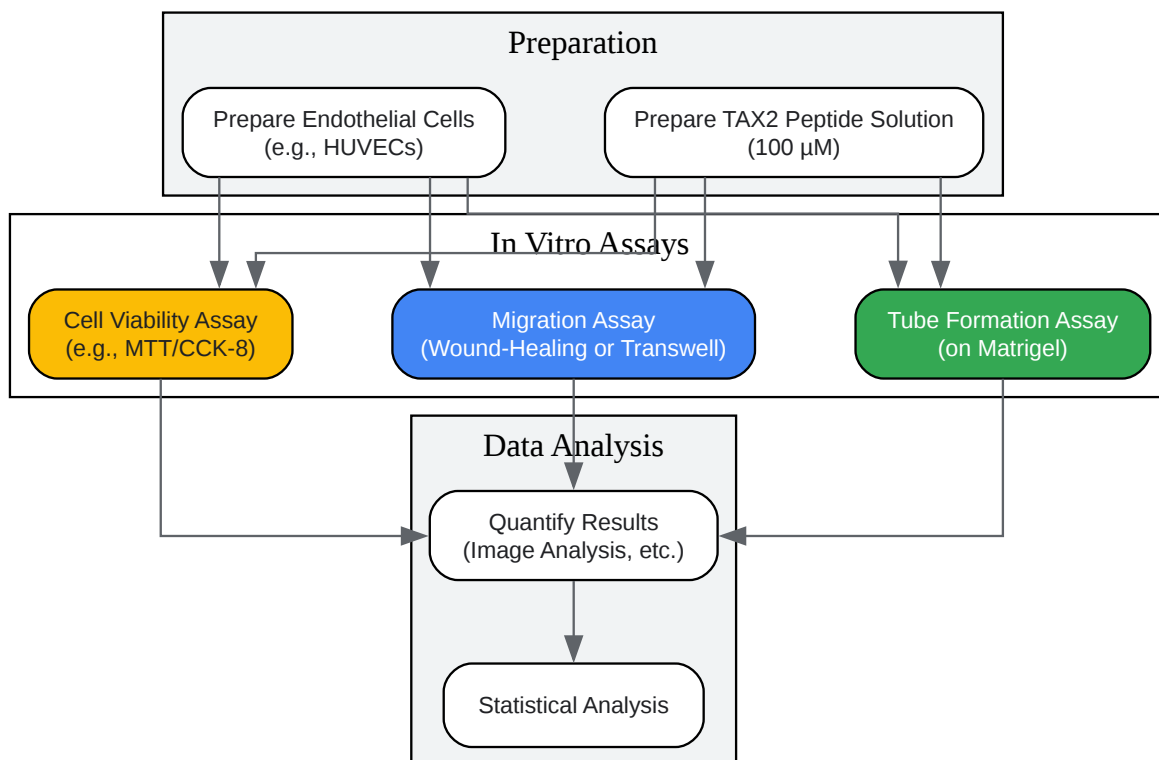 Preparation
Prepare Endothelial Cells
(e.g., HUVECs)
Prepare TAX2 Peptide Solution
(100 µM)
In Vitro Assays
Cell Viability Assay
(e.g., MTT/CCK-8)
Migration Assay
(Wound-Healing or Transwell)
Tube Formation Assay
(on Matrigel)
Data Analysis
Quantify Results
(Image Analysis, etc.)
Statistical Analysis